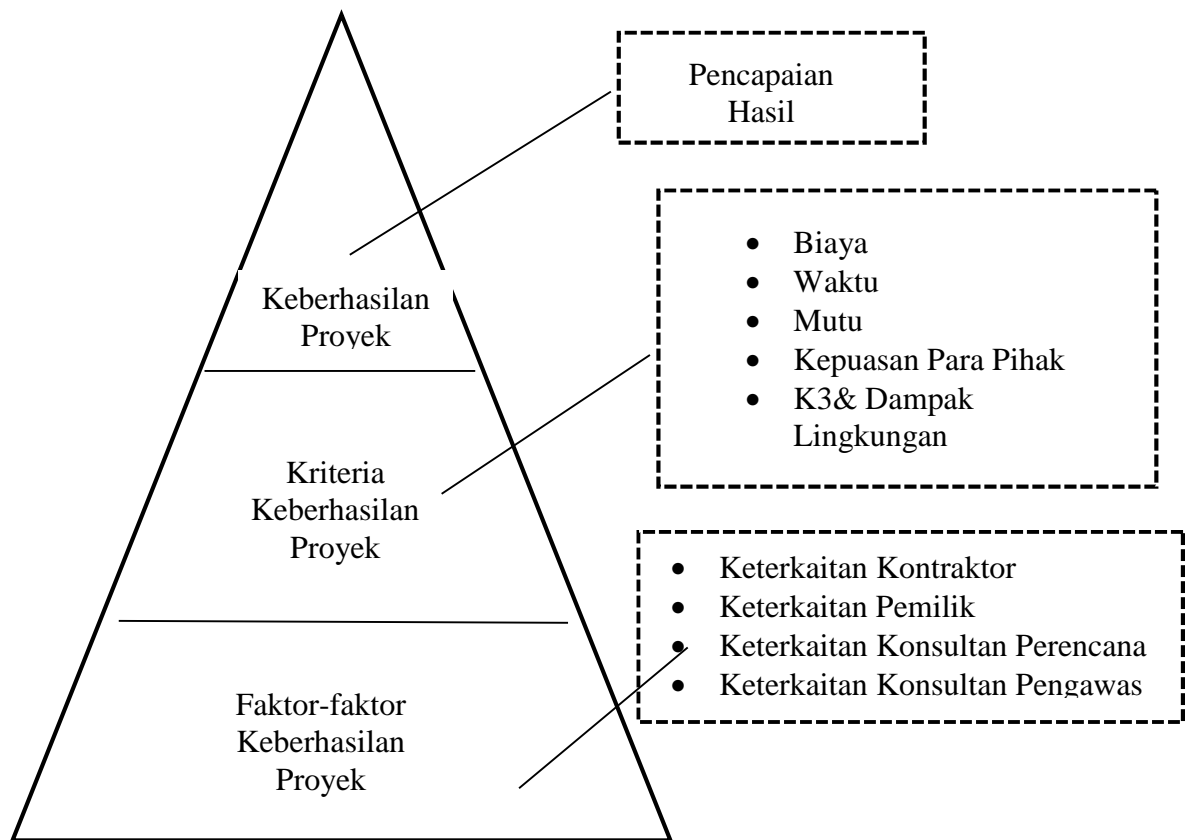 Pencapaian
Hasil
Keberhasilan
Proyek
• Biaya
• Waktu
• Mutu
• Kepuasan Para Pihak
• K3& Dampak
Lingkungan
Kriteria
Keberhasilan
Proyek
• Keterkaitan Kontraktor
• Keterkaitan Pemilik
• Keterkaitan Konsultan Perencana
• Keterkaitan Konsultan Pengawas
Faktor-faktor
Keberhasilan
Proyek